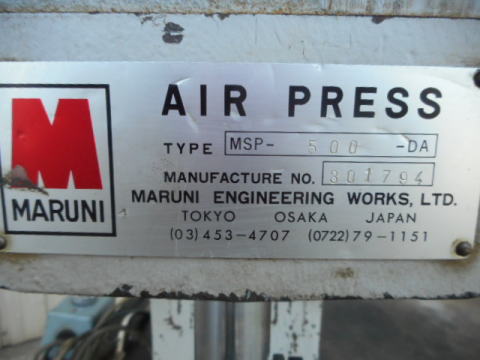 M
MARUNI
AIR PRESS
TYPE MSP- 500 -DA
MANUFACTURE NO. 801794
MARUNI ENGINEERING WORKS, LTD.
TOKYO OSAKA JAPAN
(03)453-4707 (0722)79-1151